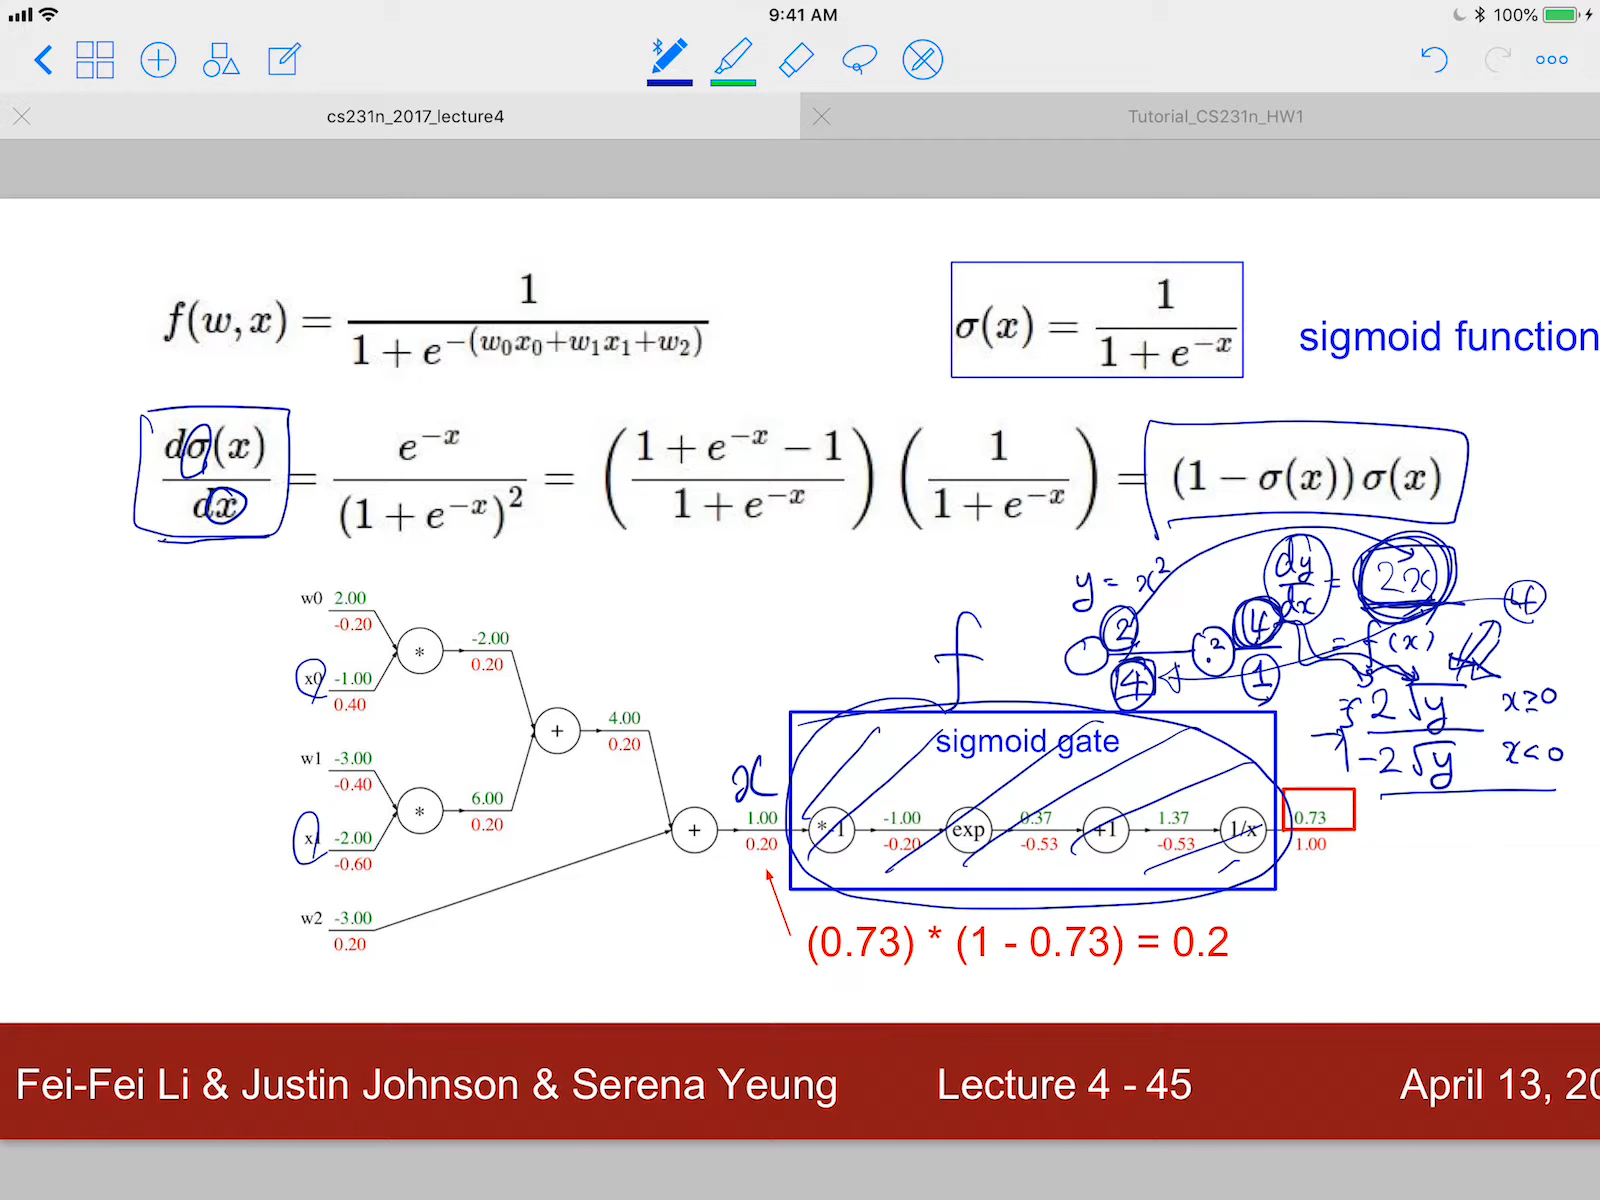 9:41 AM
100%
cs231n_2017_lecture4
Tutorial_CS231n_HW1
f(w, x) = 1 / (1 + e^{-(w₀x₀+w₁x₁+w₂)})
σ(x) = 1 / (1 + e^{-x})
sigmoid function
dσ(x)/dx = e^{-x} / (1 + e^{-x})² = ((1 + e^{-x} − 1) / (1 + e^{-x})) (1 / (1 + e^{-x})) = (1 − σ(x)) σ(x)
y = x²
dy/dx = 2x
2
4
4
1
= f(x)
2√y x≥0
-2√y x<0
f
x
w0 2.00
-0.20
x0 -1.00
0.40
*
-2.00
0.20
w1 -3.00
-0.40
x1 -2.00
-0.60
*
6.00
0.20
+
4.00
0.20
w2 -3.00
0.20
+
1.00
0.20
sigmoid gate
*-1
-1.00
-0.20
exp
0.37
-0.53
+1
1.37
-0.53
1/x
0.73
1.00
(0.73) * (1 - 0.73) = 0.2
Fei-Fei Li & Justin Johnson & Serena Yeung
Lecture 4 - 45
April 13, 20